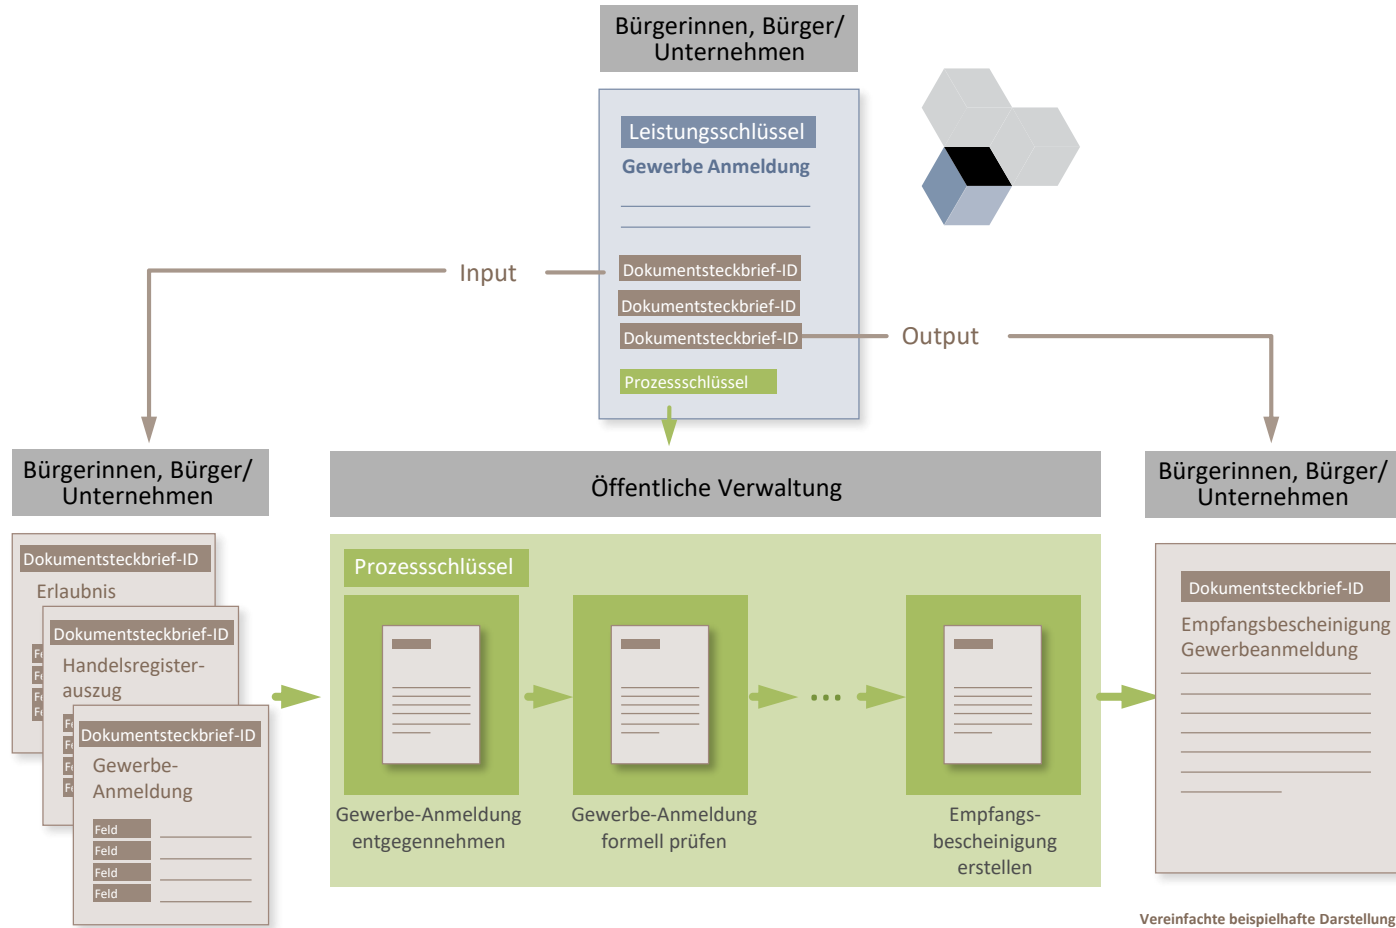 Bürgerinnen, Bürger/
Unternehmen
Leistungsschlüssel
Gewerbe Anmeldung
Dokumentsteckbrief-ID
Dokumentsteckbrief-ID
Dokumentsteckbrief-ID
Prozessschlüssel
Input
Output
Bürgerinnen, Bürger/
Unternehmen
Dokumentsteckbrief-ID
Erlaubnis
Dokumentsteckbrief-ID
Handelsregister-
auszug
Dokumentsteckbrief-ID
Gewerbe-
Anmeldung
Feld
Feld
Feld
Feld
Öffentliche Verwaltung
Prozessschlüssel
Gewerbe-Anmeldung
entgegennehmen
Gewerbe-Anmeldung
formell prüfen
...
Empfangs-
bescheinigung
erstellen
Bürgerinnen, Bürger/
Unternehmen
Dokumentsteckbrief-ID
Empfangsbescheinigung
Gewerbeanmeldung
Vereinfachte beispielhafte Darstellung